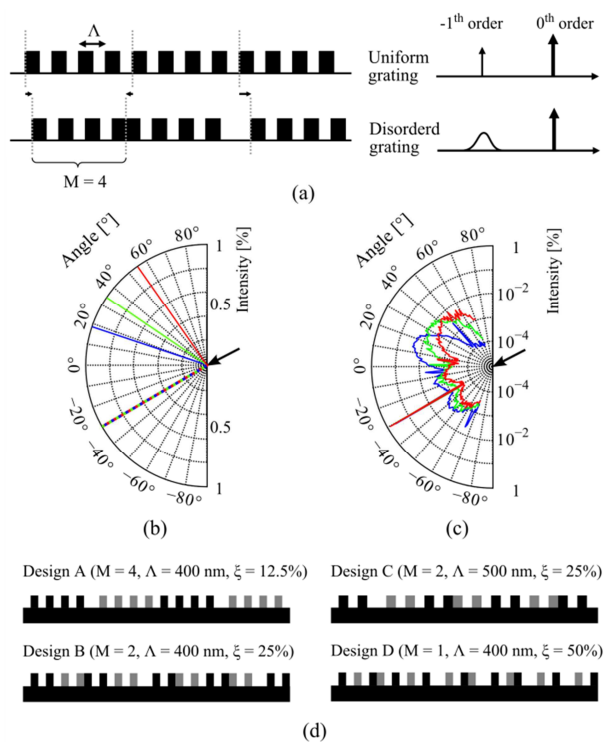 Λ
-1th order
0th order
Uniform
grating
Disorderd
grating
M = 4
(a)
Angle [°]
80°
60°
40°
20°
0°
−20°
−40°
−60°
−80°
1
0.5
0.5
1
Intensity [%]
(b)
Angle [°]
80°
60°
40°
20°
0°
−20°
−40°
−60°
−80°
1
10−2
10−4
10−4
10−2
1
Intensity [%]
(c)
Design A (M = 4, Λ = 400 nm, ξ = 12.5%)
Design C (M = 2, Λ = 500 nm, ξ = 25%)
Design B (M = 2, Λ = 400 nm, ξ = 25%)
Design D (M = 1, Λ = 400 nm, ξ = 50%)
(d)